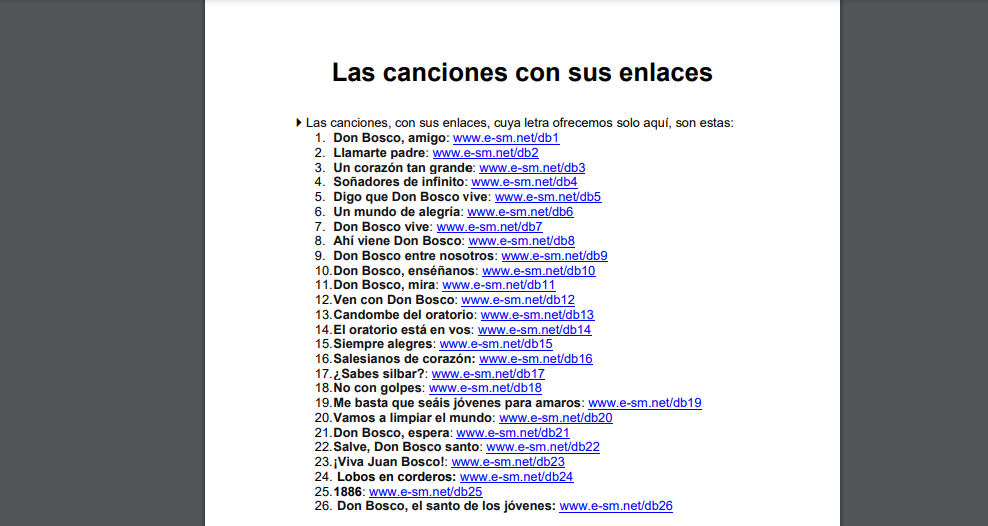 Las canciones con sus enlaces
Las canciones, con sus enlaces, cuya letra ofrecemos solo aquí, son estas:
1. Don Bosco, amigo: www.e-sm.net/db1
2. Llamarte padre: www.e-sm.net/db2
3. Un corazón tan grande: www.e-sm.net/db3
4. Soñadores de infinito: www.e-sm.net/db4
5. Digo que Don Bosco vive: www.e-sm.net/db5
6. Un mundo de alegría: www.e-sm.net/db6
7. Don Bosco vive: www.e-sm.net/db7
8. Ahí viene Don Bosco: www.e-sm.net/db8
9. Don Bosco entre nosotros: www.e-sm.net/db9
10. Don Bosco, enséñanos: www.e-sm.net/db10
11. Don Bosco, mira: www.e-sm.net/db11
12. Ven con Don Bosco: www.e-sm.net/db12
13. Candombe del oratorio: www.e-sm.net/db13
14. El oratorio está en vos: www.e-sm.net/db14
15. Siempre alegres: www.e-sm.net/db15
16. Salesianos de corazón: www.e-sm.net/db16
17. ¿Sabes silbar?: www.e-sm.net/db17
18. No con golpes: www.e-sm.net/db18
19. Me basta que seáis jóvenes para amaros: www.e-sm.net/db19
20. Vamos a limpiar el mundo: www.e-sm.net/db20
21. Don Bosco, espera: www.e-sm.net/db21
22. Salve, Don Bosco santo: www.e-sm.net/db22
23. ¡Viva Juan Bosco!: www.e-sm.net/db23
24. Lobos en corderos: www.e-sm.net/db24
25. 1886: www.e-sm.net/db25
26. Don Bosco, el santo de los jóvenes: www.e-sm.net/db26